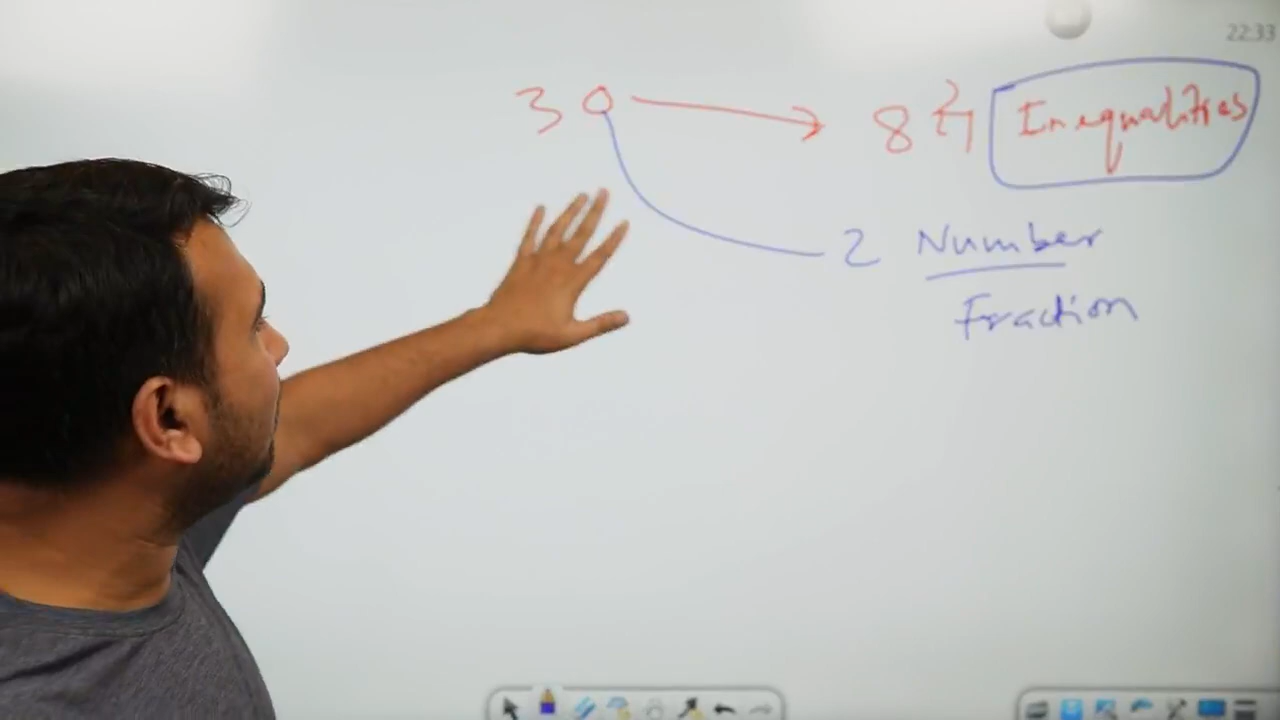 22:33
30 → 8 Inequalities
2 Number
Fraction